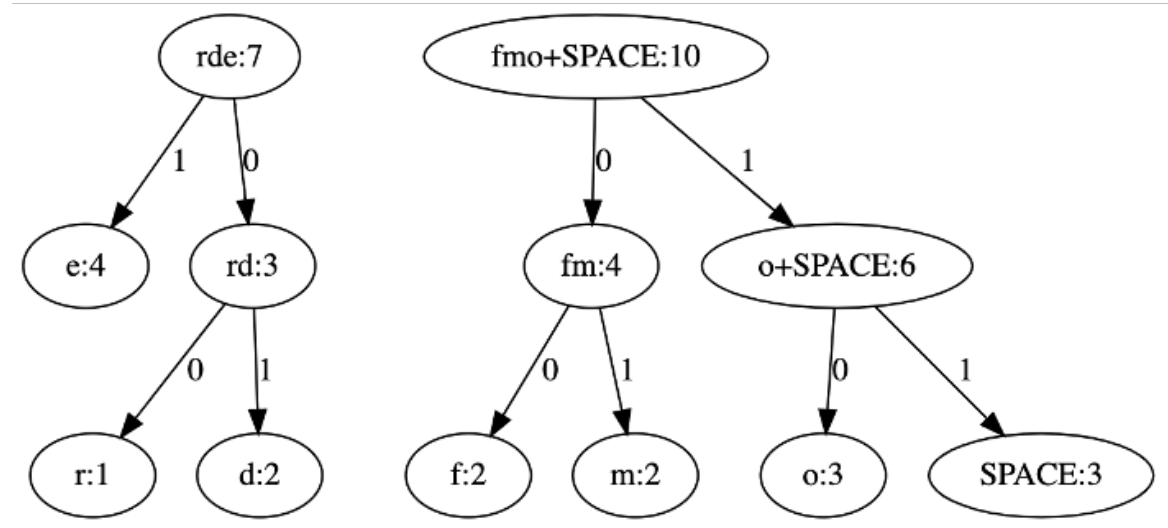 rde:7 fmo+SPACE:10
1 0 0 1
e:4 rd:3 fm:4 o+SPACE:6
0 1 0 1 0 1
r:1 d:2 f:2 m:2 o:3 SPACE:3